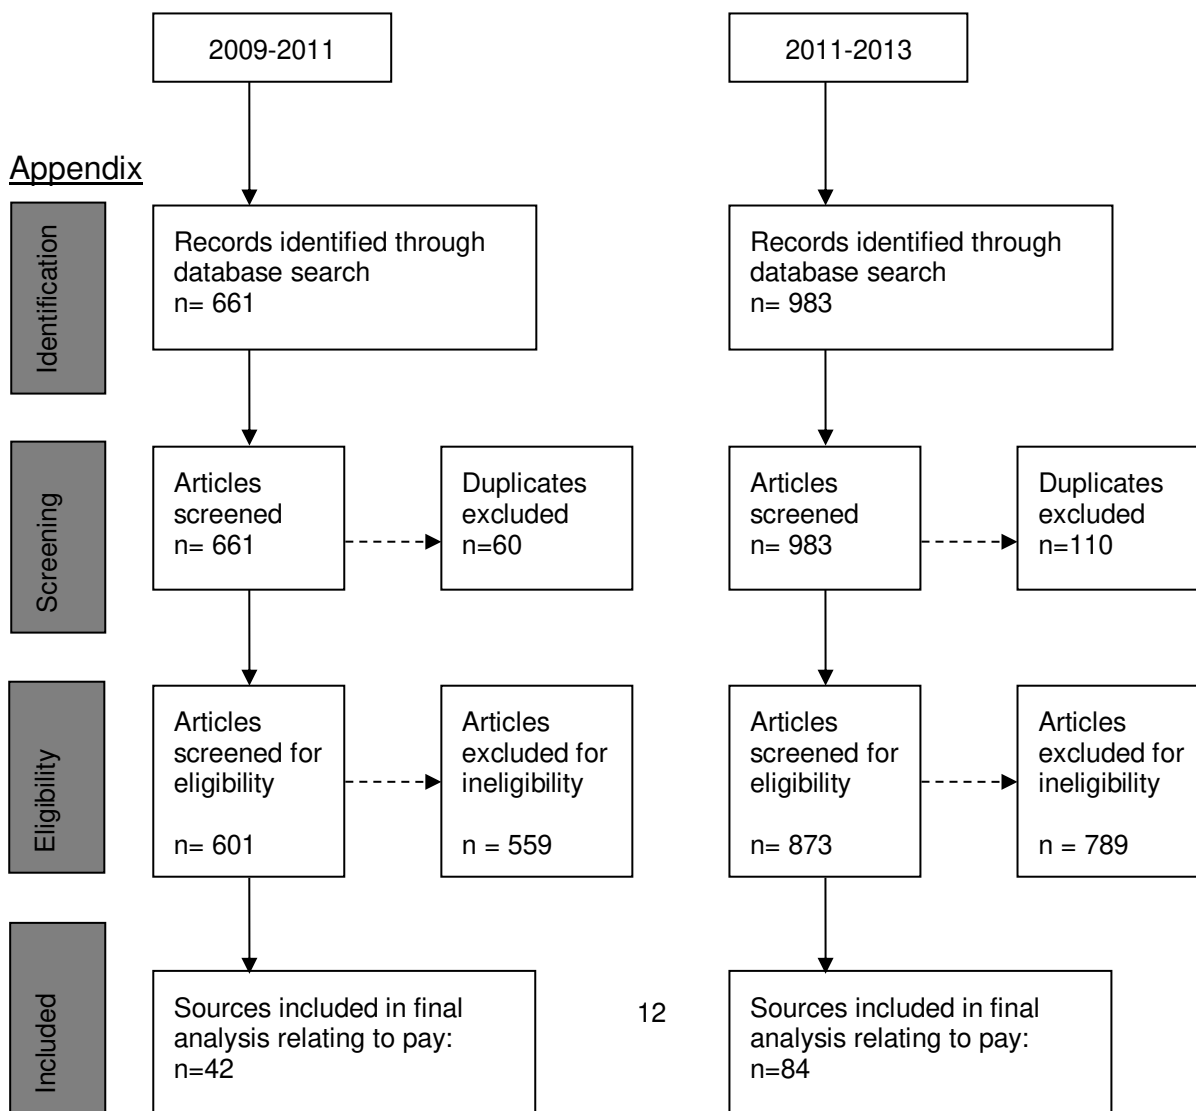 2009-2011
2011-2013
Appendix
Identification
Records identified through
database search
n= 661
Records identified through
database search
n= 983
Screening
Articles
screened
n= 661
Duplicates
excluded
n=60
Articles
screened
n= 983
Duplicates
excluded
n=110
Eligibility
Articles
screened for
eligibility
n= 601
Articles
excluded for
ineligibility
n = 559
Articles
screened for
eligibility
n= 873
Articles
excluded for
ineligibility
n = 789
Included
Sources included in final
analysis relating to pay:
n=42
12
Sources included in final
analysis relating to pay:
n=84